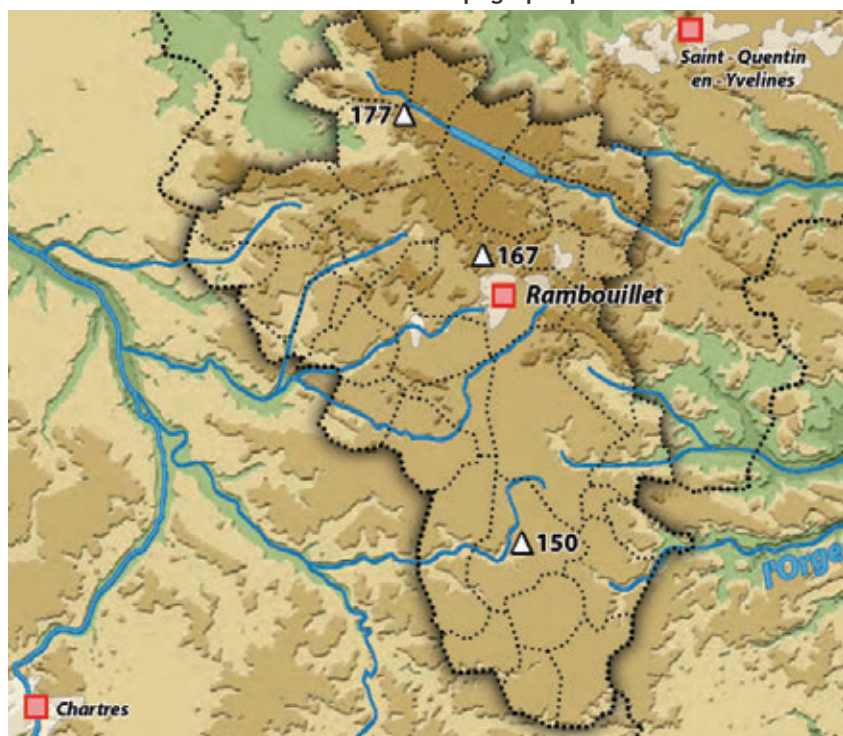 Saint - Quentin
en - Yvelines
177
167
Rambouillet
150
l'Orge
Chartres